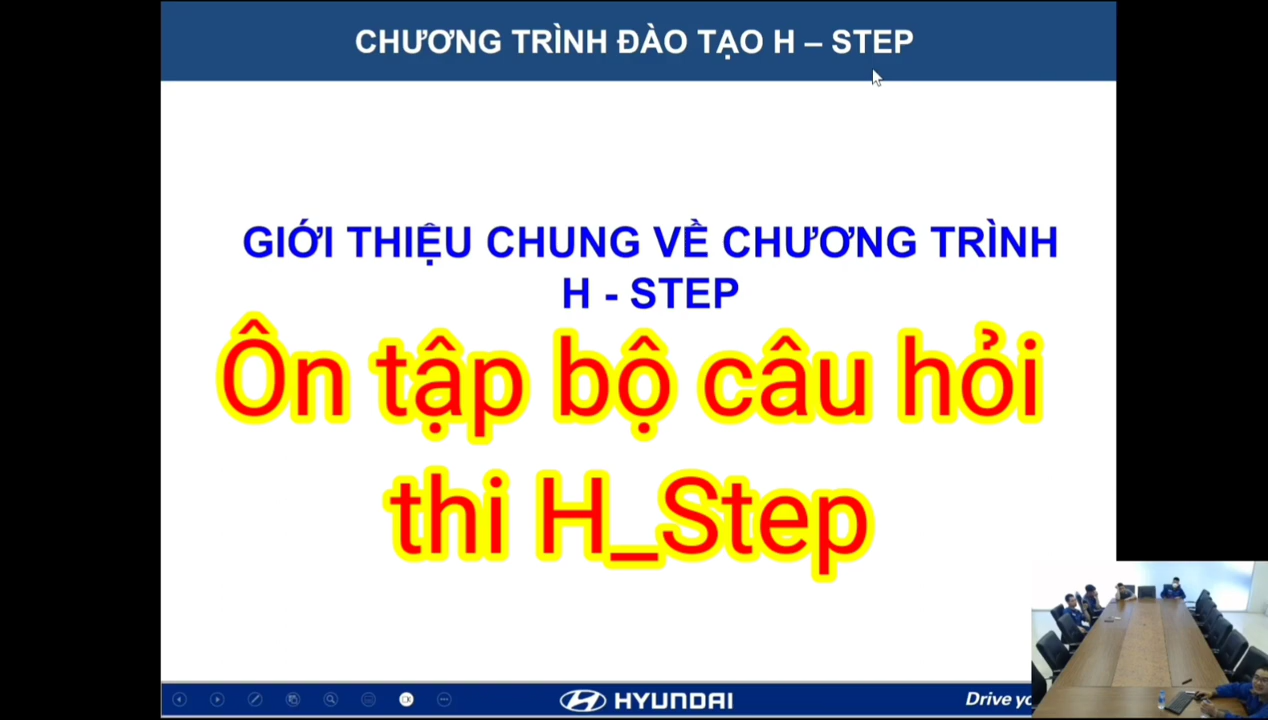 CHƯƠNG TRÌNH ĐÀO TẠO H – STEP
GIỚI THIỆU CHUNG VỀ CHƯƠNG TRÌNH
H - STEP
Ôn tập bộ câu hỏi
thi H_Step
HYUNDAI
Drive